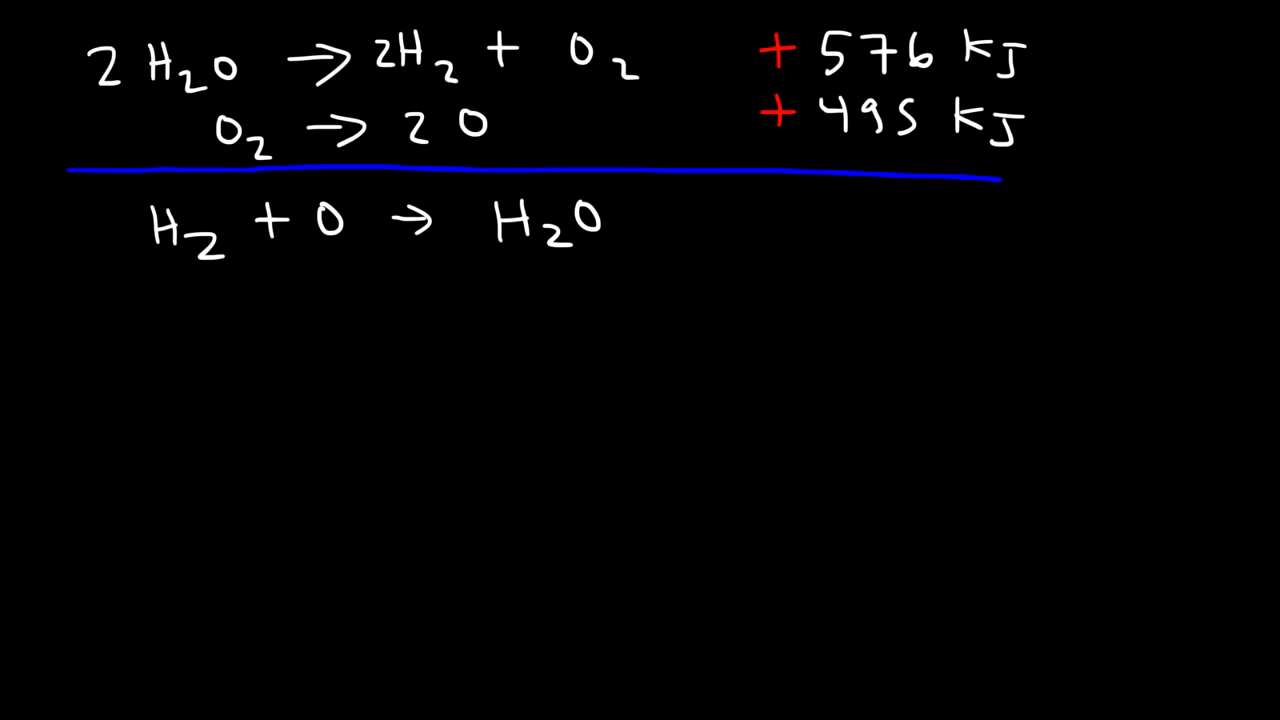 2 H₂O → 2H₂ + O₂ + 576 KJ
O₂ → 2 O + 495 KJ
H₂ + O → H₂O